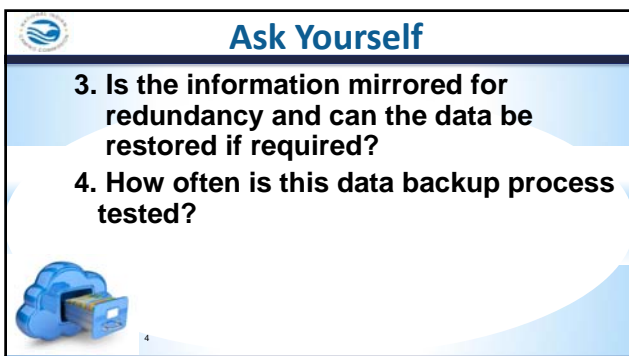 Ask Yourself
3. Is the information mirrored for
redundancy and can the data be
restored if required?
4. How often is this data backup process
tested?
4